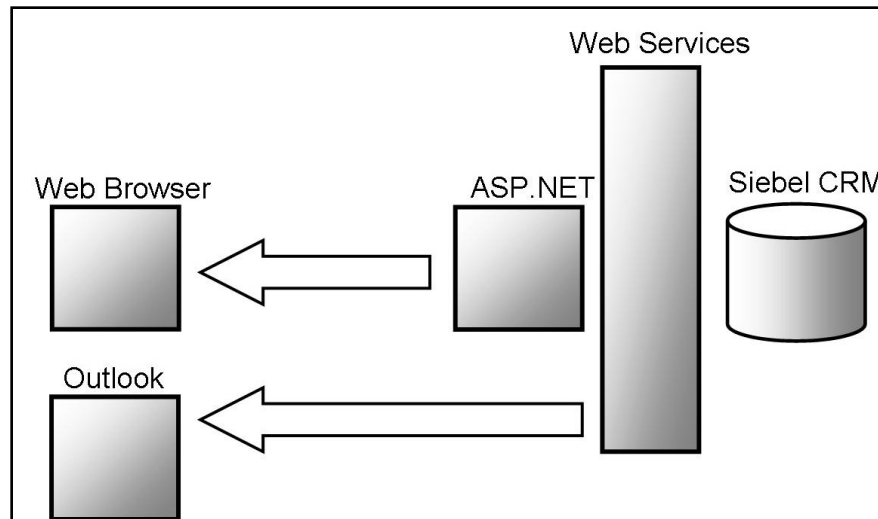 Web Services
Web Browser
ASP.NET
Siebel CRM
Outlook